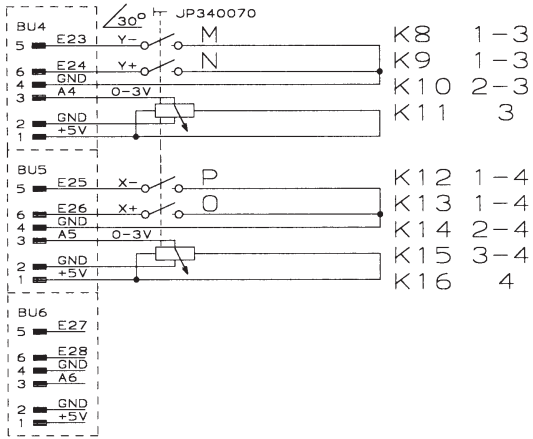 30° JP340070
BU4
5 E23 Y- M K8 1-3
6 E24 Y+ N K9 1-3
4 GND K10 2-3
3 A4 0-3V K11 3
2 GND
1 +5V
BU5
5 E25 X- P K12 1-4
6 E26 X+ O K13 1-4
4 GND K14 2-4
3 A5 0-3V K15 3-4
2 GND K16 4
1 +5V
BU6
5 E27
6 E28
4 GND
3 A6
2 GND
1 +5V